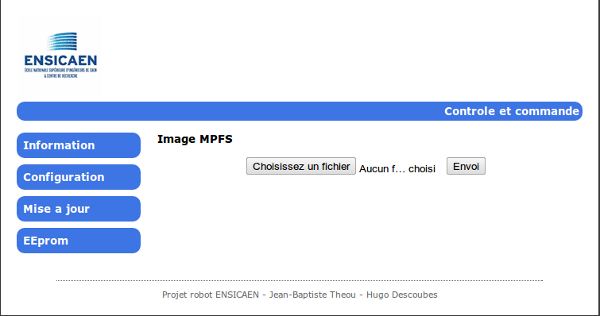 ENSICAEN
ÉCOLE NATIONALE SUPÉRIEURE D'INGÉNIEURS DE CAEN
& CENTRE DE RECHERCHE
Controle et commande
Information
Configuration
Mise a jour
EEprom
Image MPFS
Choisissez un fichier Aucun f... choisi Envoi
Projet robot ENSICAEN - Jean-Baptiste Theou - Hugo Descoubes